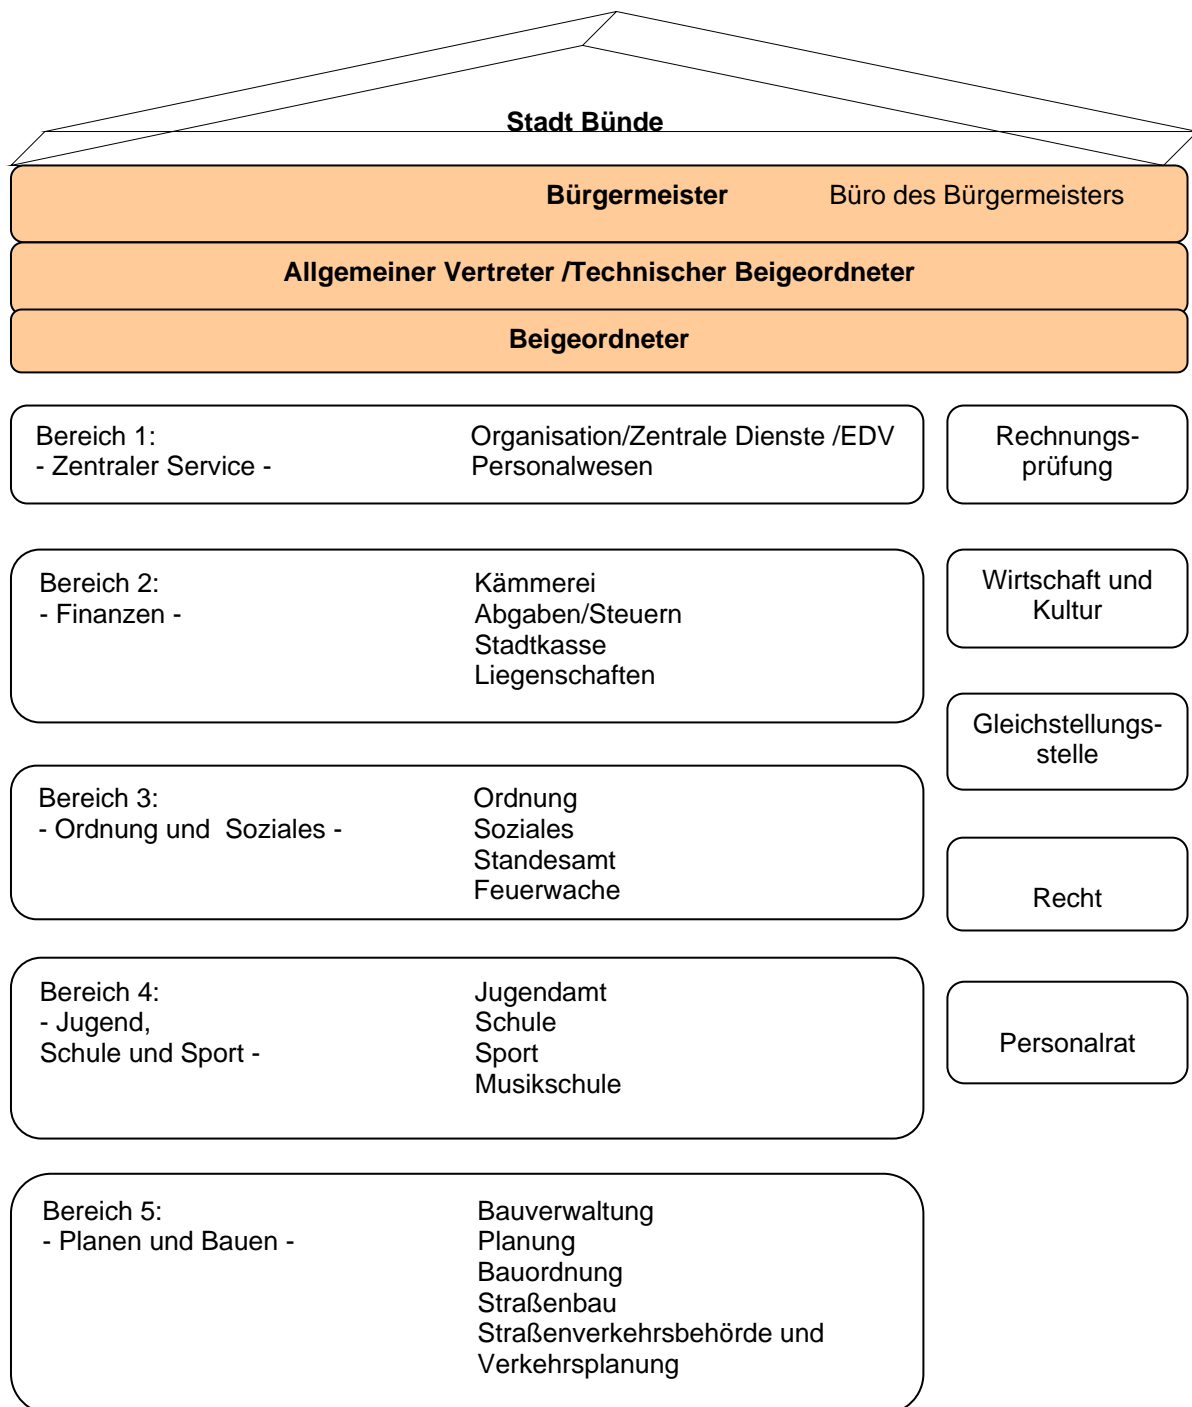 Stadt Bünde
Bürgermeister Büro des Bürgermeisters
Allgemeiner Vertreter /Technischer Beigeordneter
Beigeordneter
Bereich 1:
- Zentraler Service -
Organisation/Zentrale Dienste /EDV
Personalwesen
Rechnungs-
prüfung
Bereich 2:
- Finanzen -
Kämmerei
Abgaben/Steuern
Stadtkasse
Liegenschaften
Wirtschaft und
Kultur
Gleichstellungs-
stelle
Bereich 3:
- Ordnung und  Soziales -
Ordnung
Soziales
Standesamt
Feuerwache
Recht
Bereich 4:
- Jugend,
Schule und Sport -
Jugendamt
Schule
Sport
Musikschule
Personalrat
Bereich 5:
- Planen und Bauen -
Bauverwaltung
Planung
Bauordnung
Straßenbau
Straßenverkehrsbehörde und
Verkehrsplanung